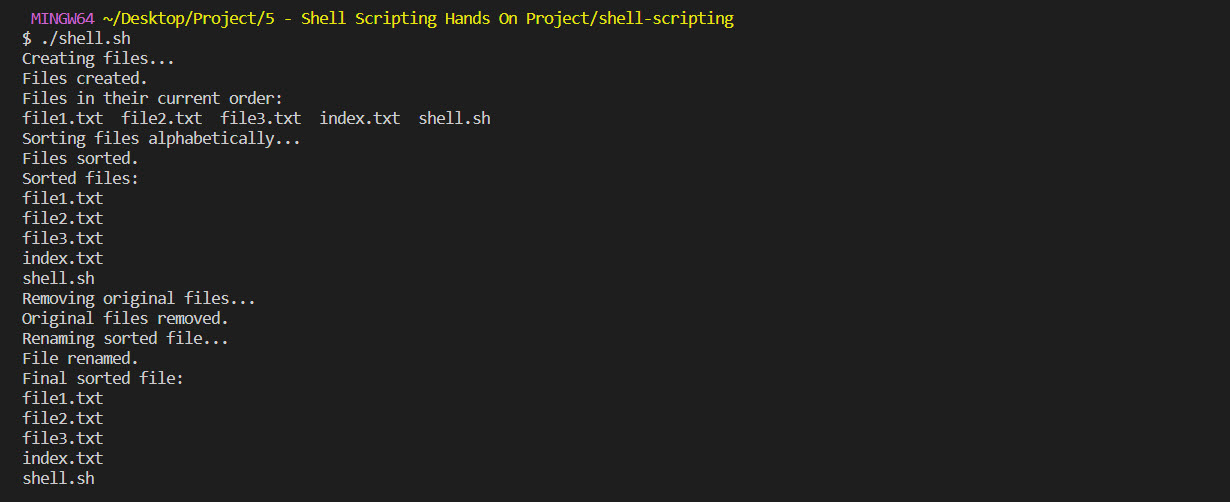 MINGW64 ~/Desktop/Project/5 - Shell Scripting Hands On Project/shell-scripting
$ ./shell.sh
Creating files...
Files created.
Files in their current order:
file1.txt  file2.txt  file3.txt  index.txt  shell.sh
Sorting files alphabetically...
Files sorted.
Sorted files:
file1.txt
file2.txt
file3.txt
index.txt
shell.sh
Removing original files...
Original files removed.
Renaming sorted file...
File renamed.
Final sorted file:
file1.txt
file2.txt
file3.txt
index.txt
shell.sh